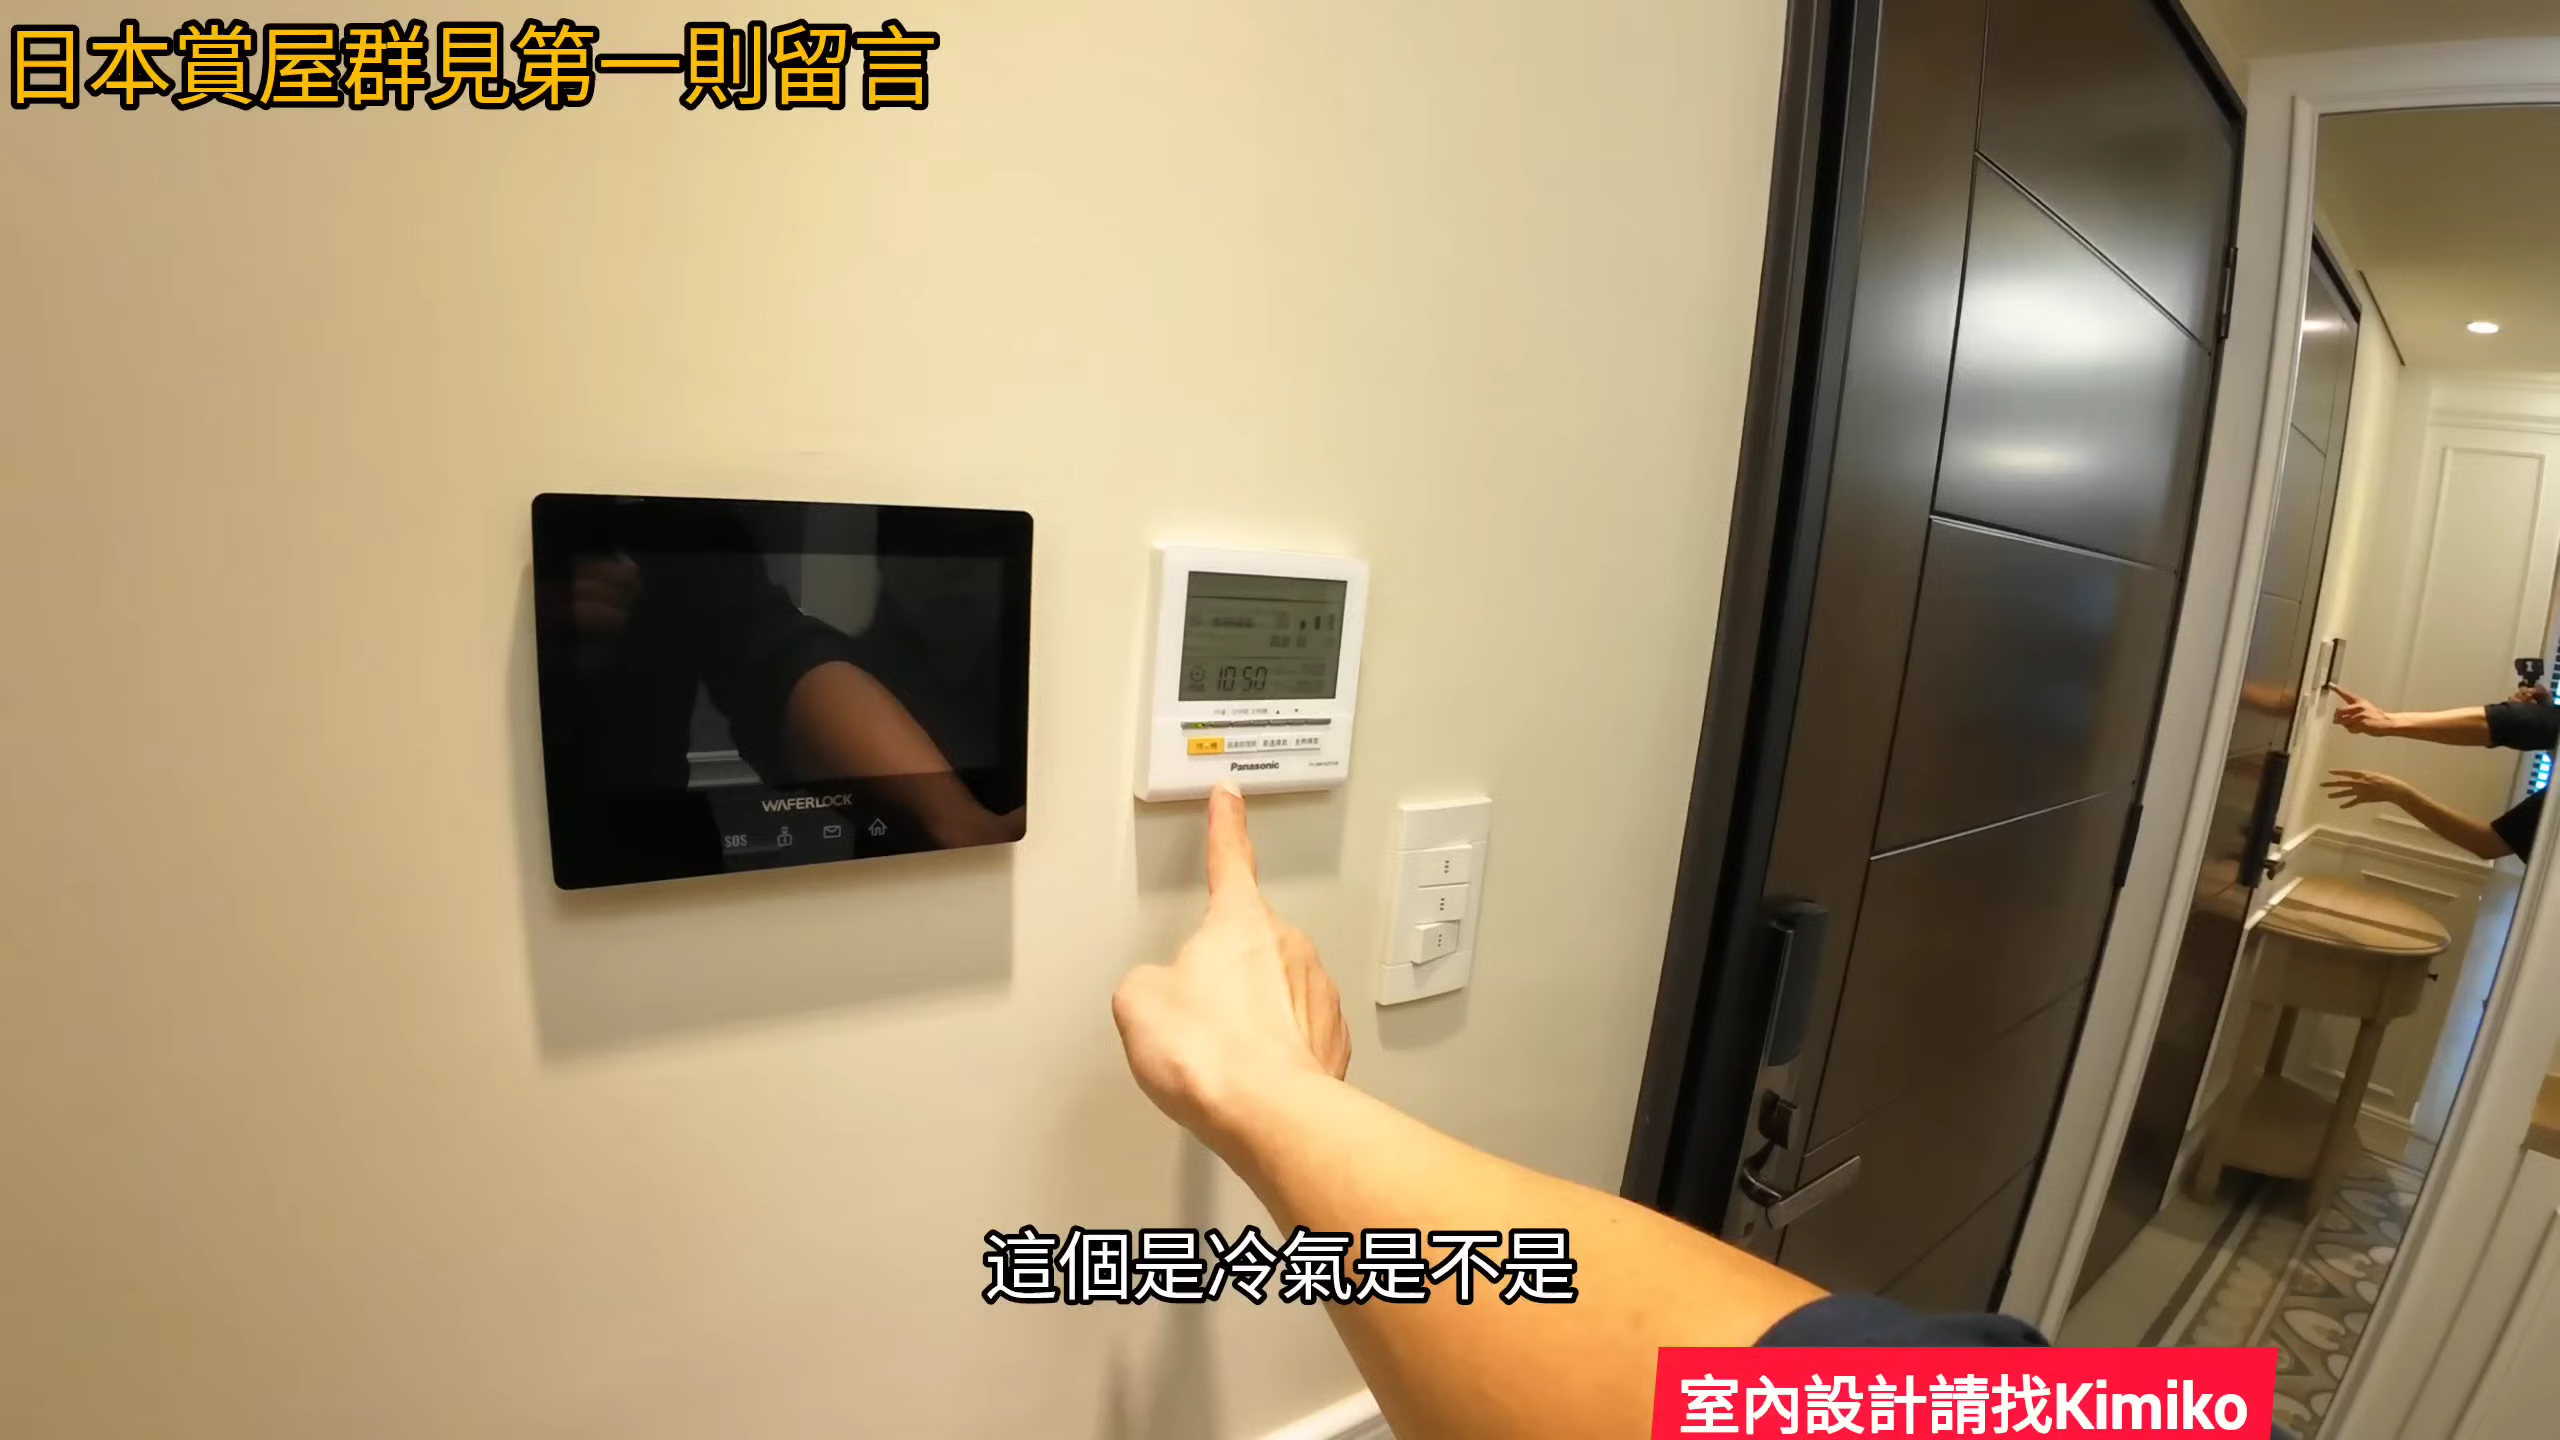 日本賞屋群見第一則留言
10:50
Panasonic
WAFERLOCK
SOS
這個是冷氣是不是
室內設計請找Kimiko